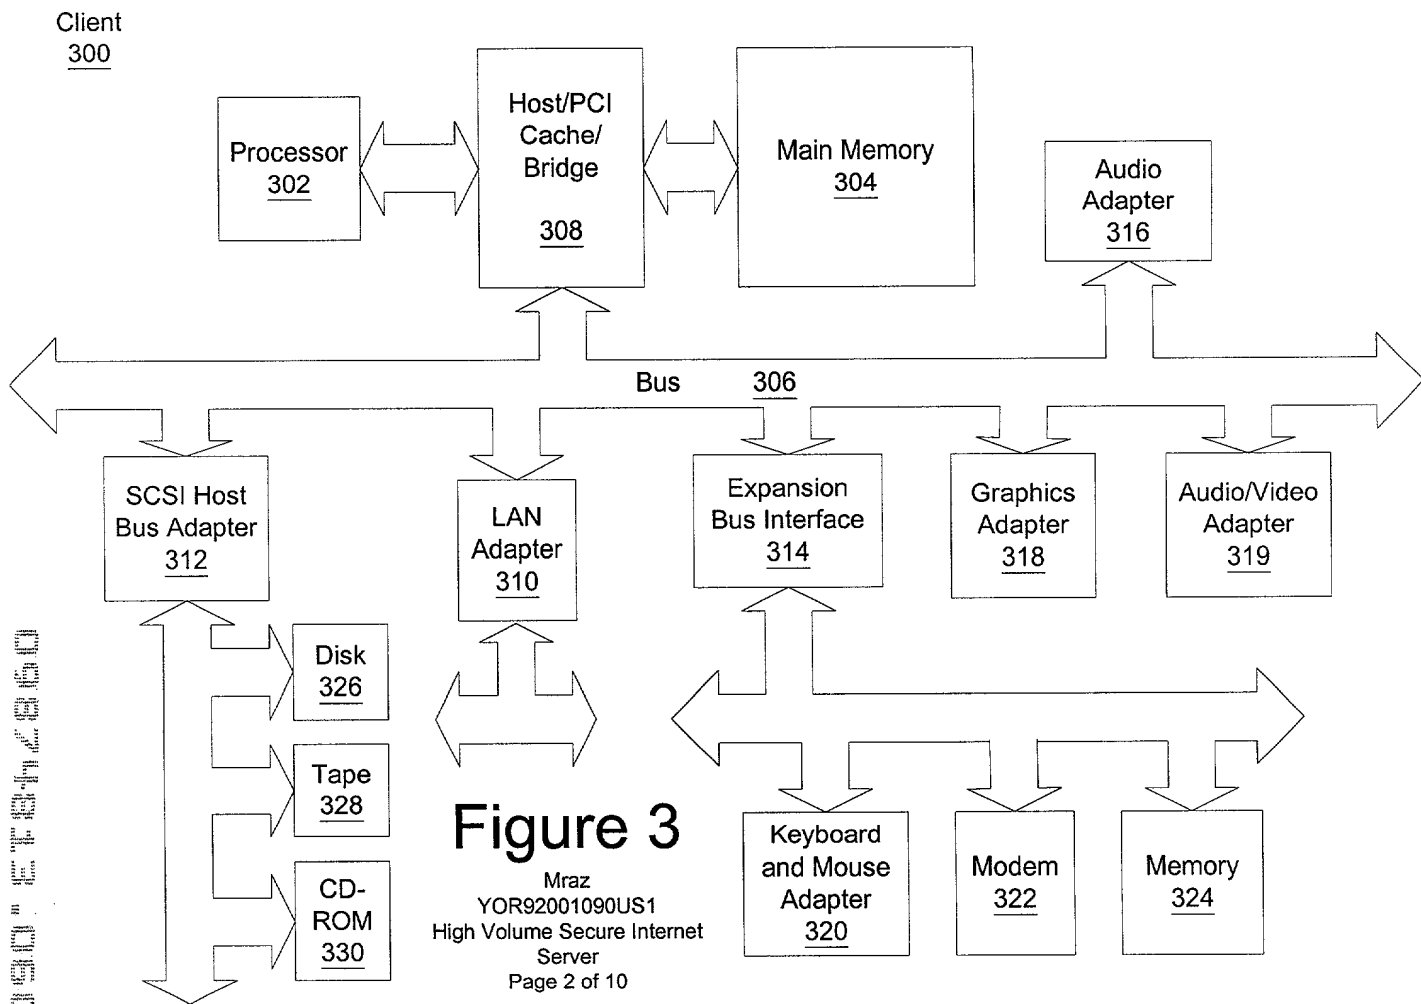 Client
300
Processor
302
Host/PCI
Cache/
Bridge
308
Main Memory
304
Audio
Adapter
316
Bus 306
SCSI Host
Bus Adapter
312
LAN
Adapter
310
Expansion
Bus Interface
314
Graphics
Adapter
318
Audio/Video
Adapter
319
Disk
326
Tape
328
CD-
ROM
330
Keyboard
and Mouse
Adapter
320
Modem
322
Memory
324
Figure 3
Mraz
YOR92001090US1
High Volume Secure Internet
Server
Page 2 of 10